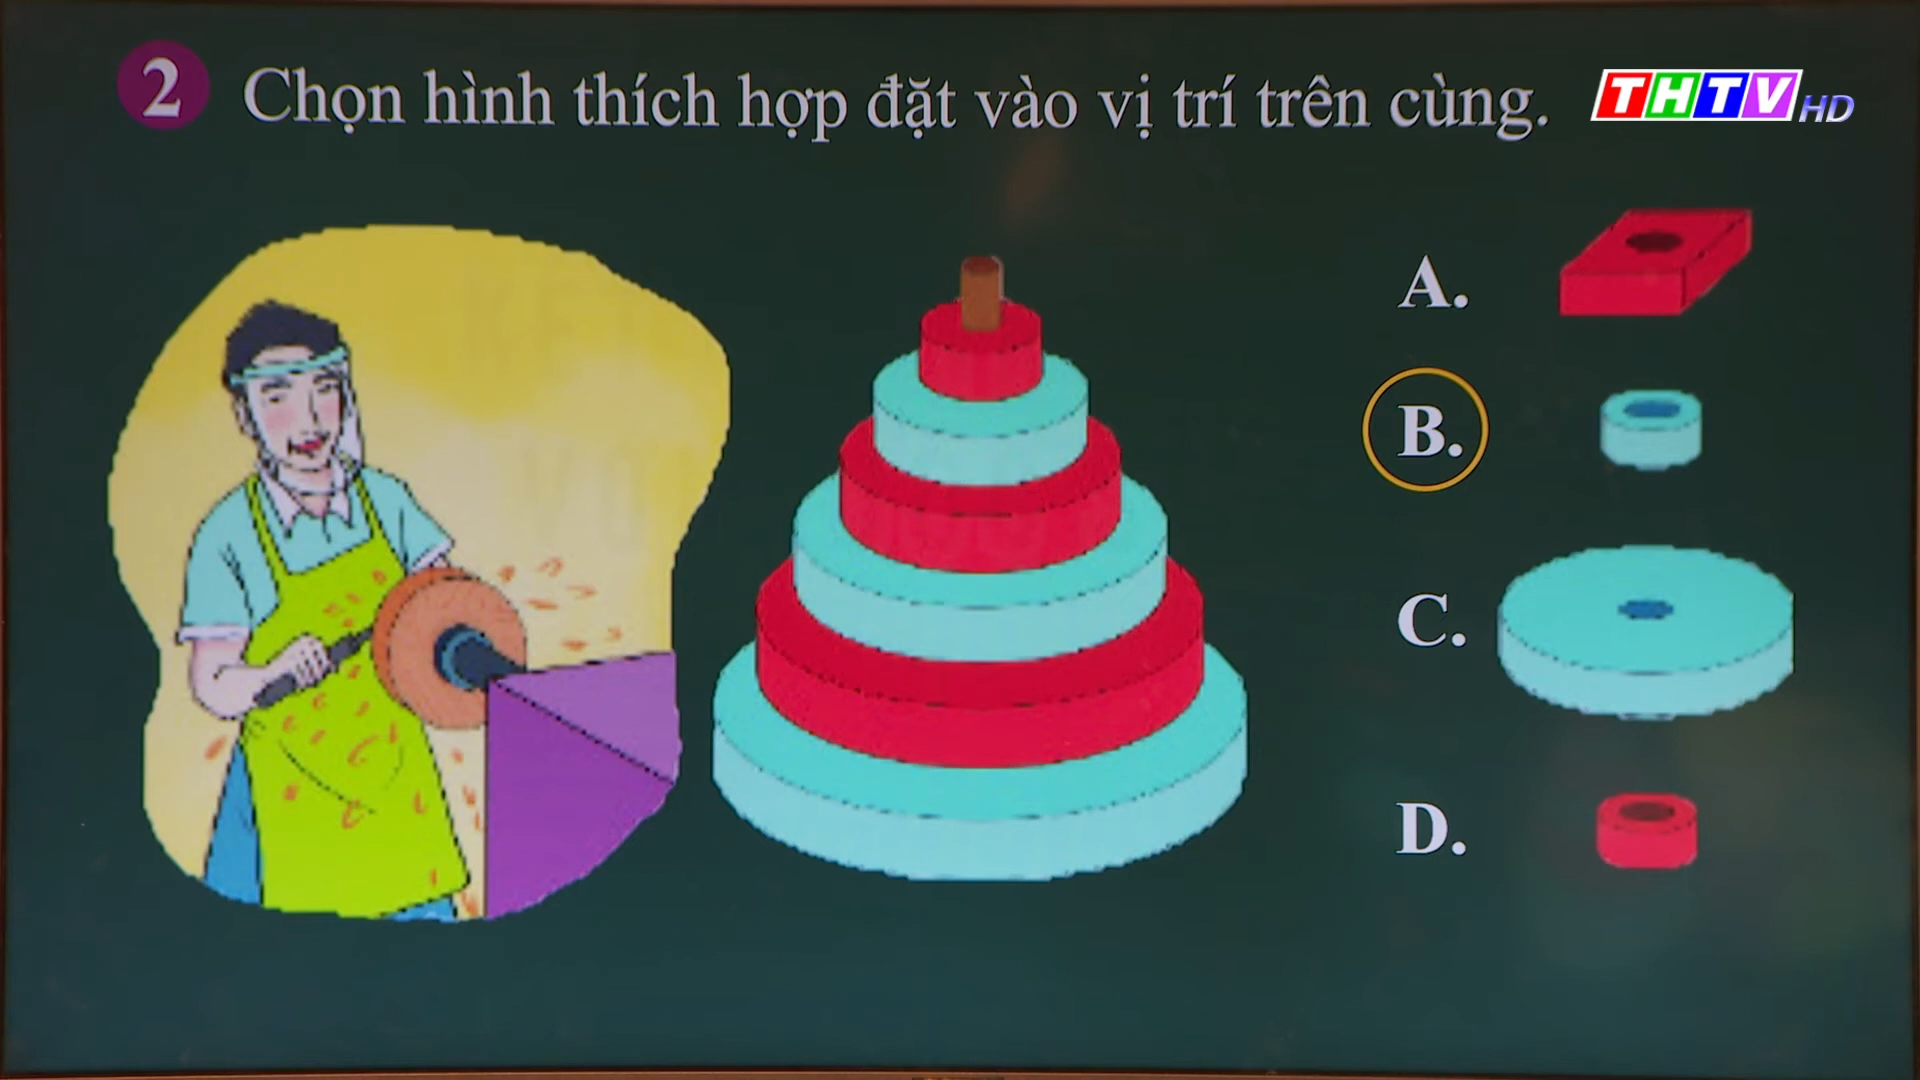 2 Chọn hình thích hợp đặt vào vị trí trên cùng.
THTV HD
A.
B.
C.
D.